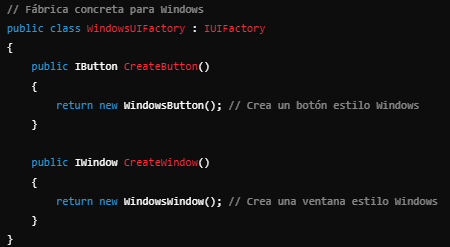 // Fábrica concreta para Windows
public class WindowsUIFactory : IUIFactory
{
    public IButton CreateButton()
    {
        return new WindowsButton(); // Crea un botón estilo Windows
    }

    public IWindow CreateWindow()
    {
        return new WindowsWindow(); // Crea una ventana estilo Windows
    }
}